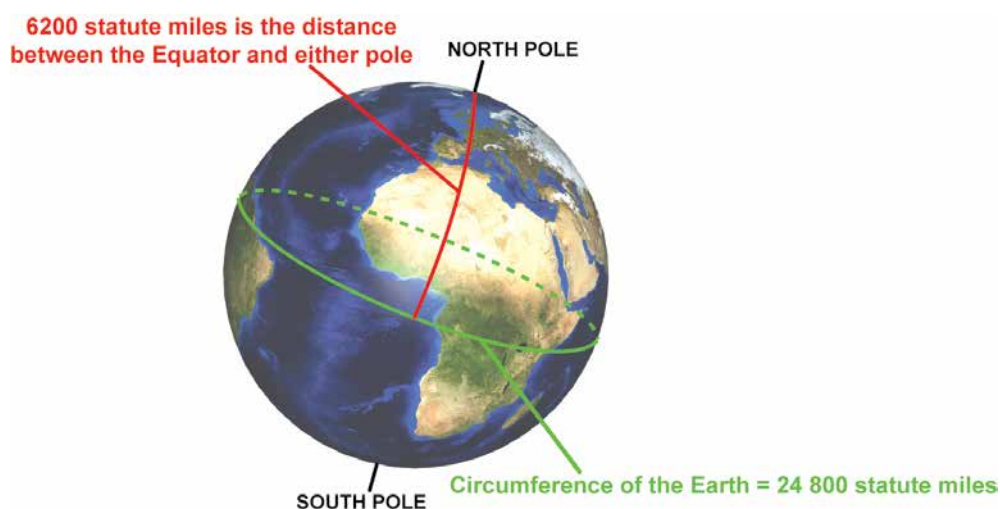 6200 statute miles is the distance
between the Equator and either pole
NORTH POLE
Circumference of the Earth = 24 800 statute miles
SOUTH POLE